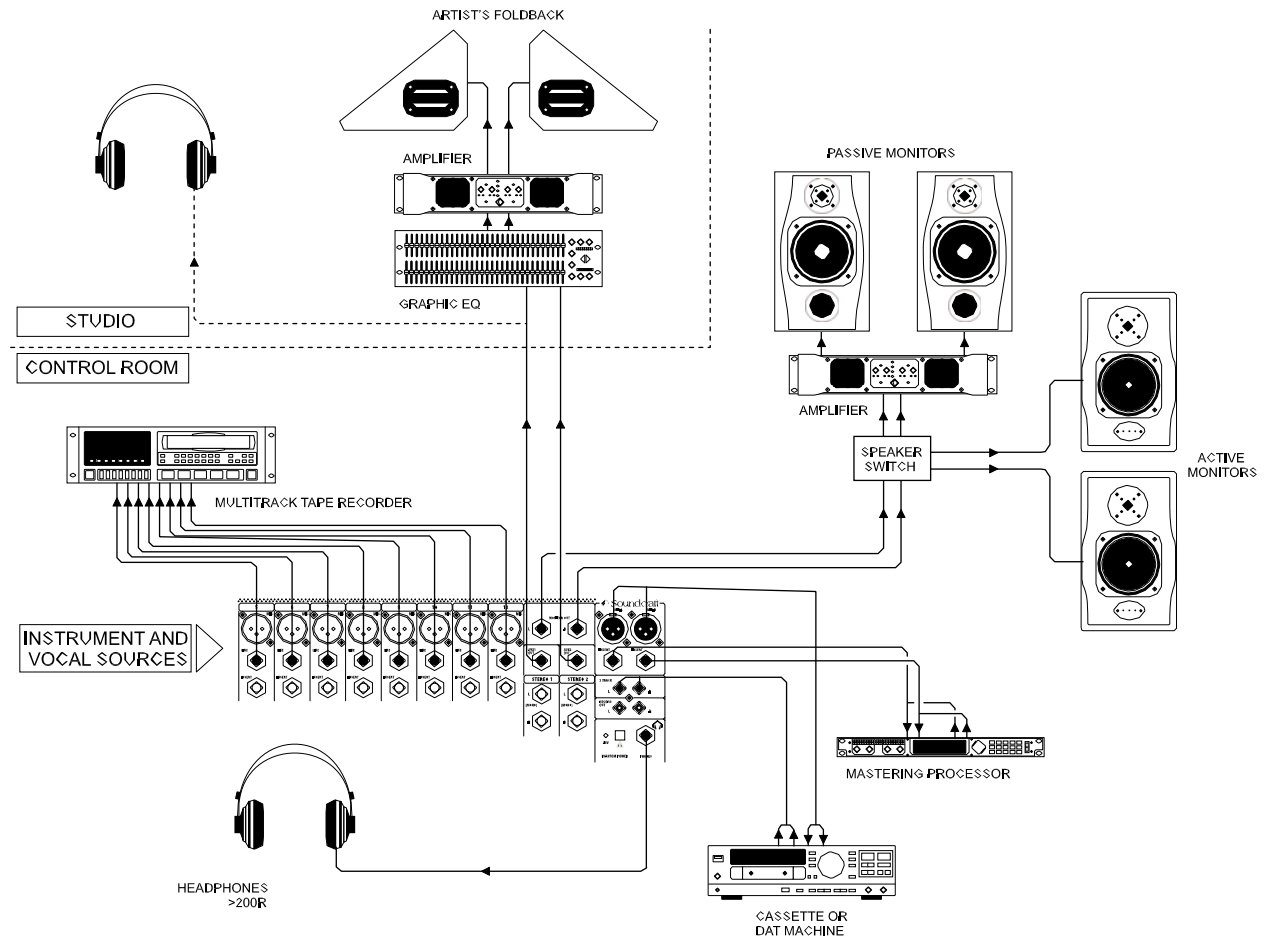 ARTIST'S FOLDBACK
AMPLIFIER
PASSIVE MONITORS
GRAPHIC EQ
STUDIO
CONTROL ROOM
AMPLIFIER
SPEAKER
SWITCH
ACTIVE
MONITORS
MULTITRACK TAPE RECORDER
Soundcraft
INSTRUMENT AND
VOCAL SOURCES
STEREO 1
STEREO 2
MASTERING PROCESSOR
HEADPHONES
>200R
CASSETTE OR
DAT MACHINE